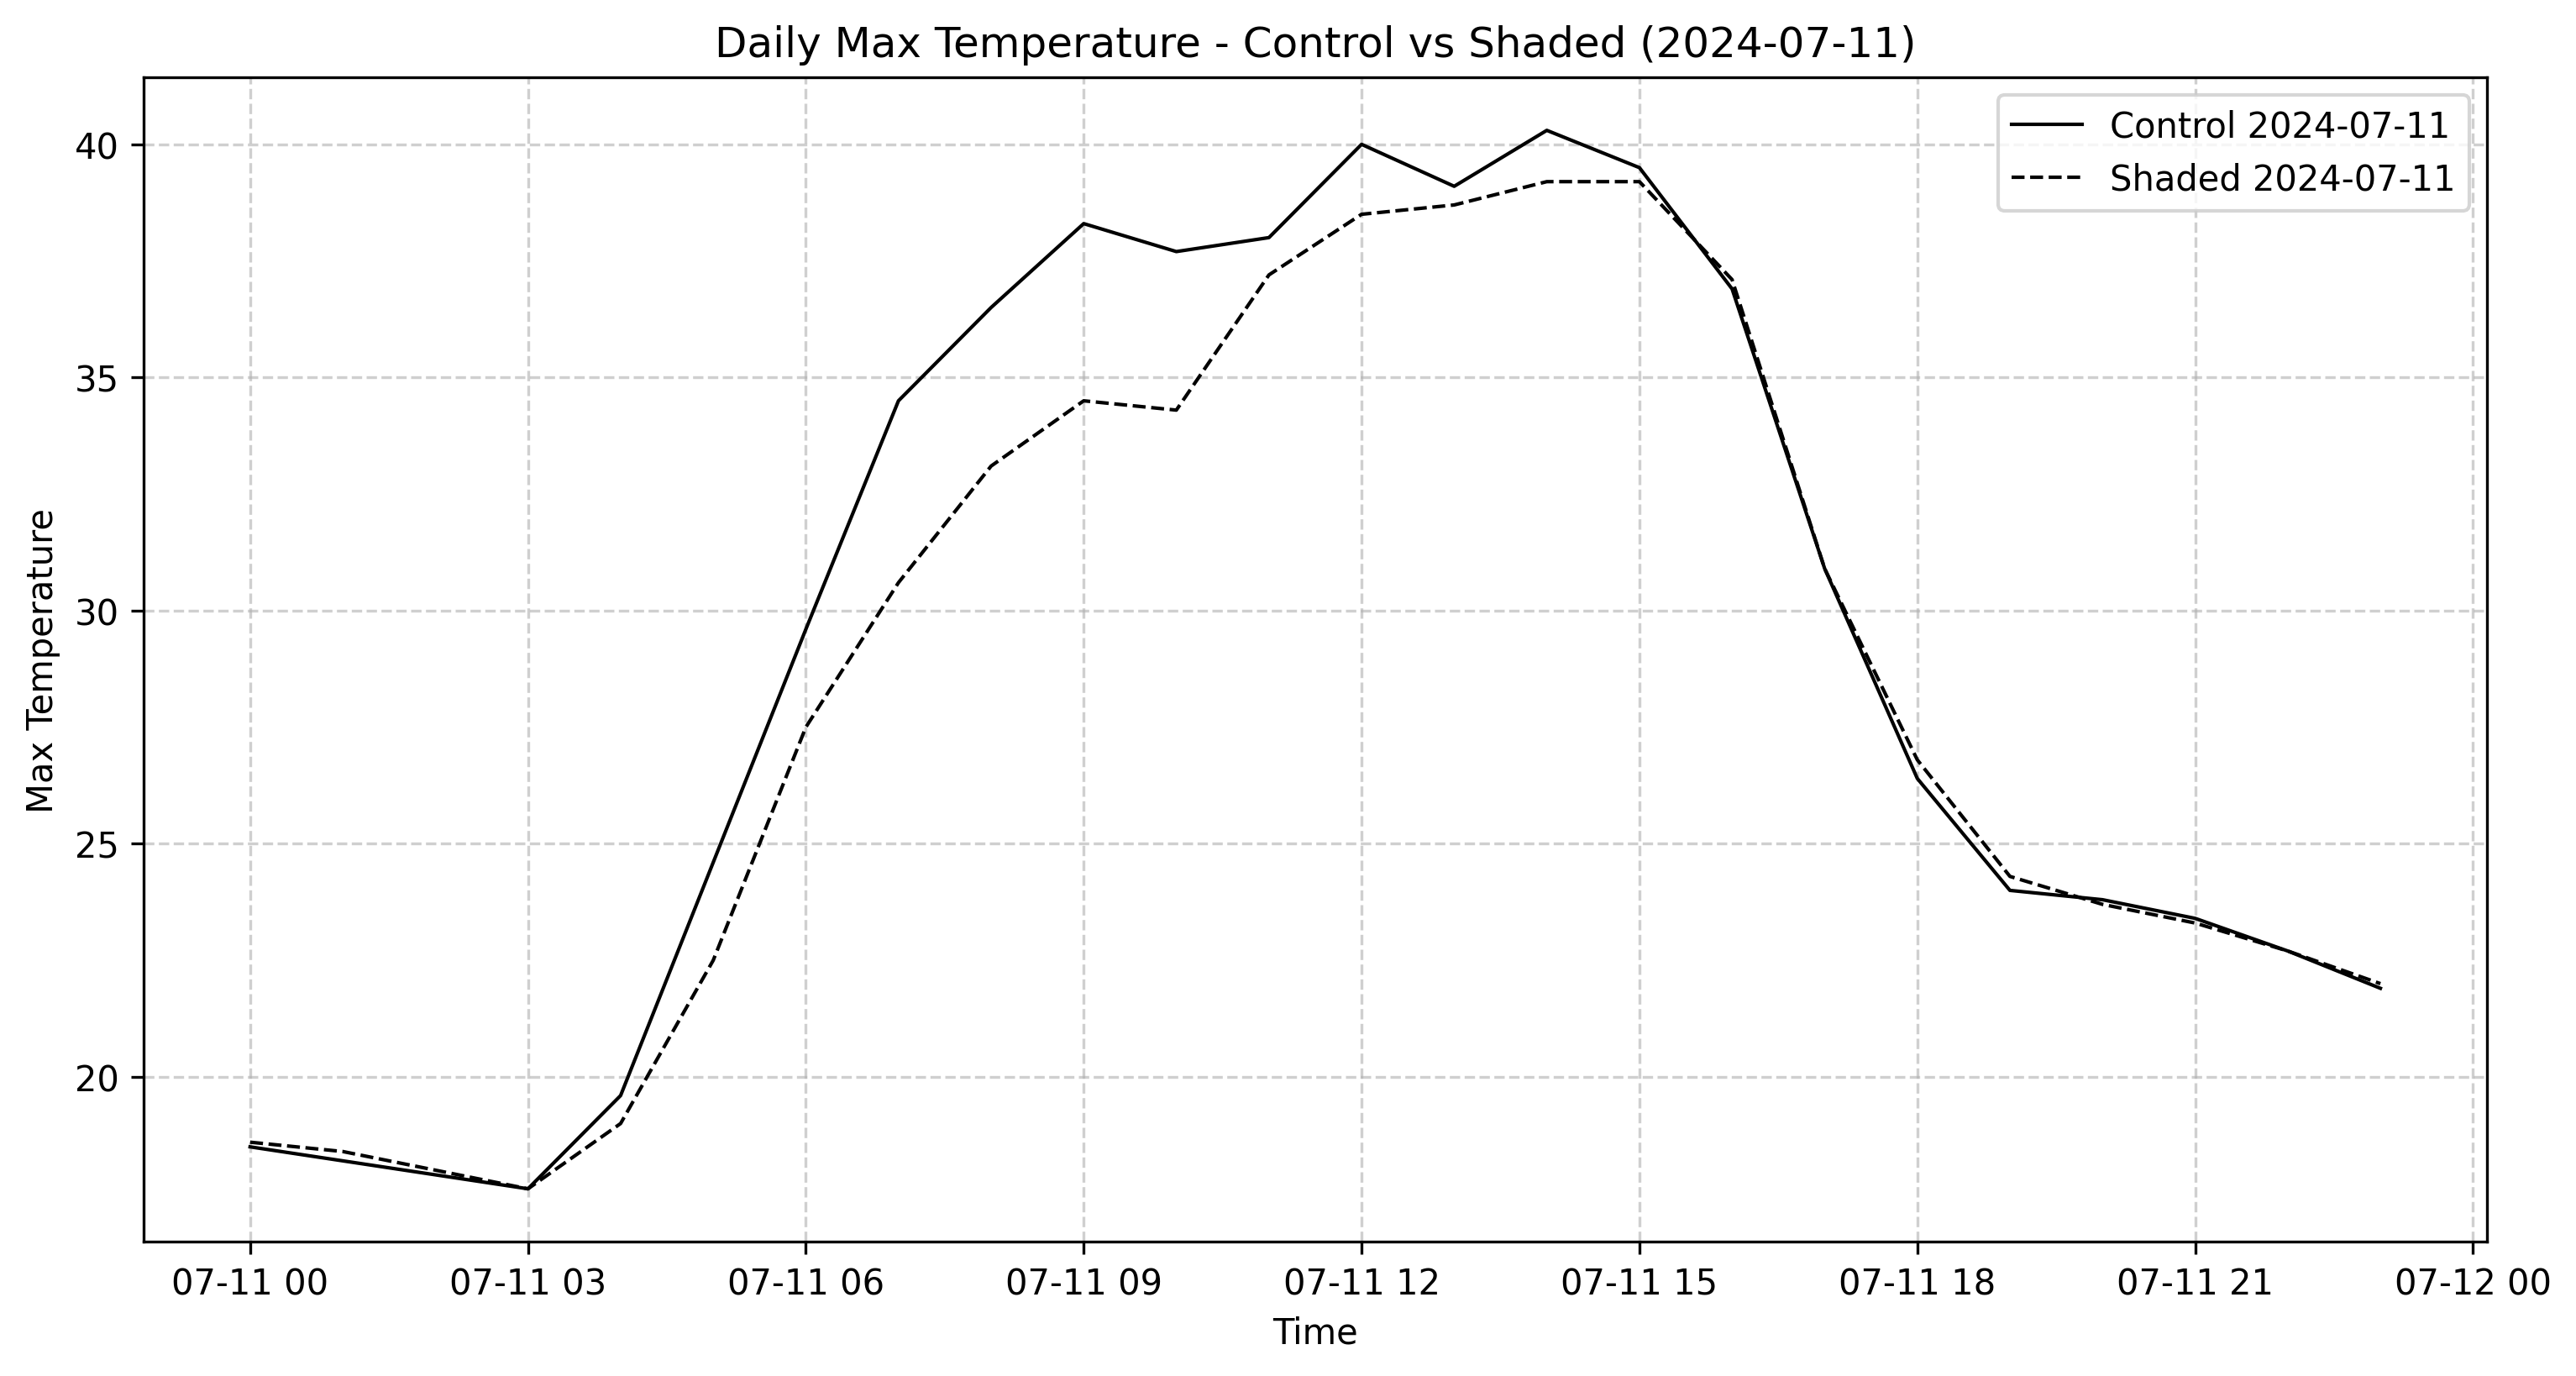 Daily Max Temperature - Control vs Shaded (2024-07-11)
Control 2024-07-11
Shaded 2024-07-11
Max Temperature
40
35
30
25
20
07-11 00 07-11 03 07-11 06 07-11 09 07-11 12 07-11 15 07-11 18 07-11 21 07-12 00
Time